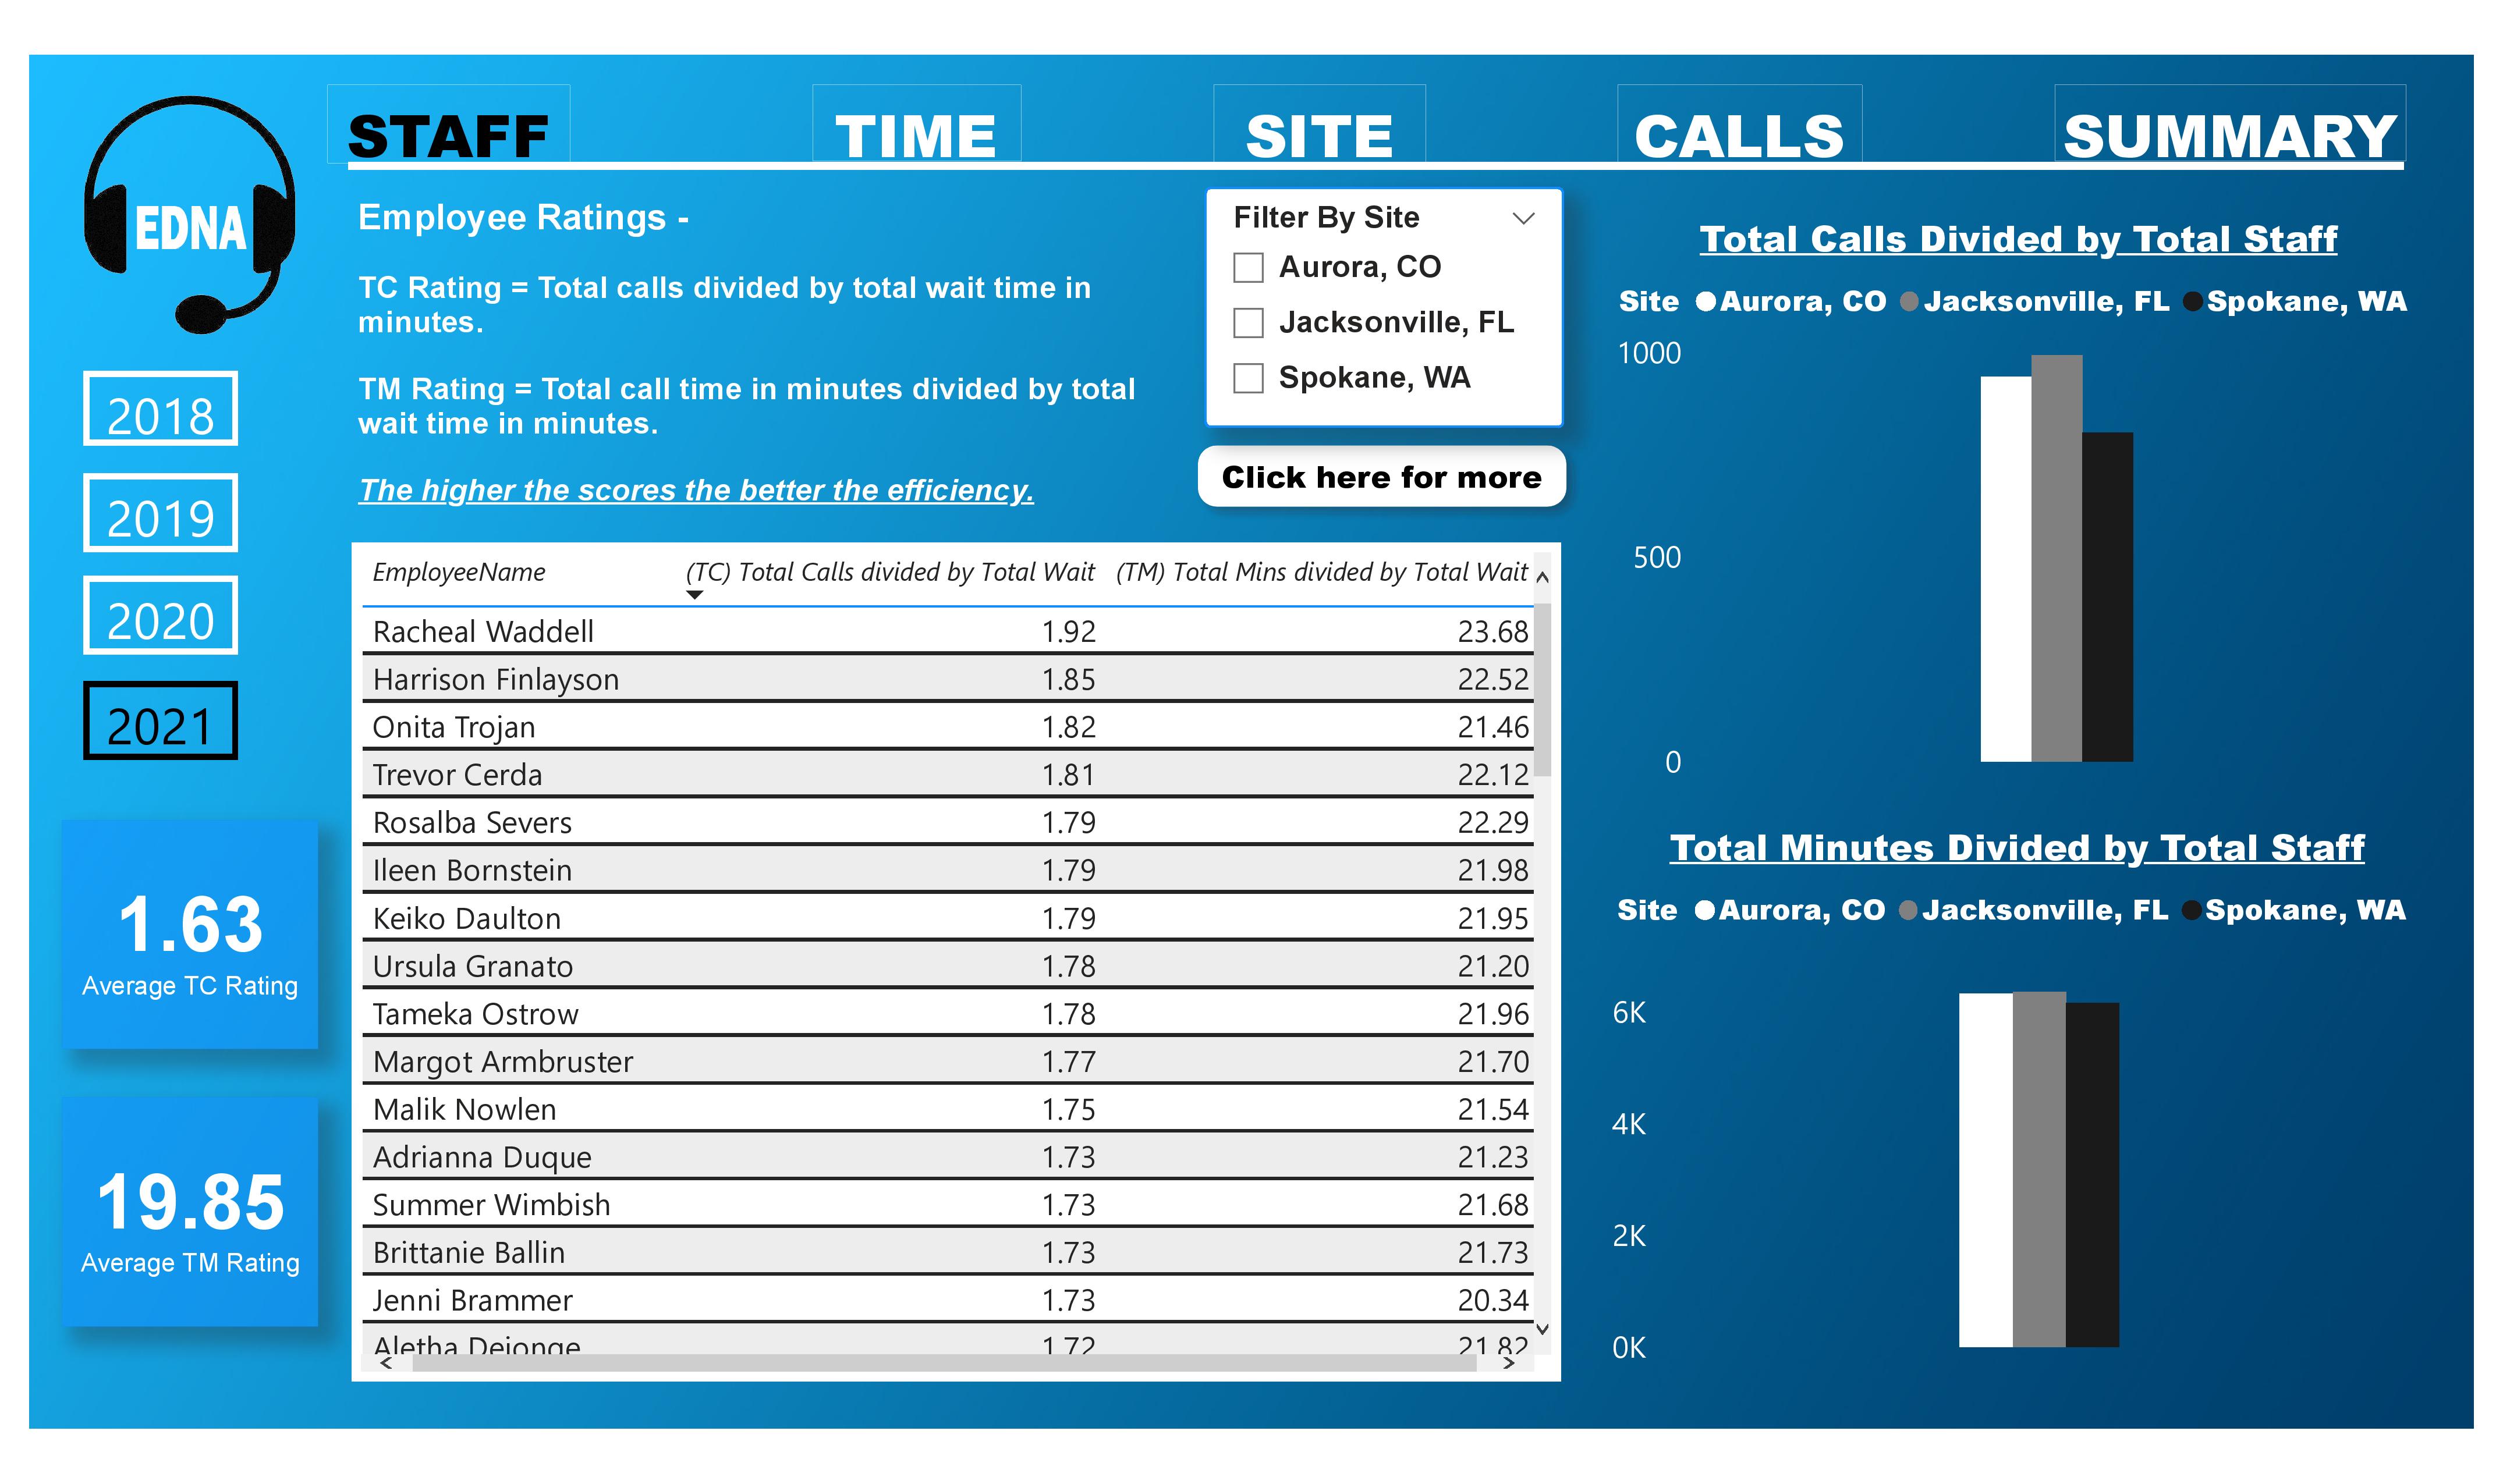 STAFF
TIME
SITE
CALLS
SUMMARY
EDNA
2018
2019
2020
2021
1.63
Average TC Rating
19.85
Average TM Rating
Employee Ratings -
TC Rating = Total calls divided by total wait time in
minutes.
TM Rating = Total call time in minutes divided by total
wait time in minutes.
The higher the scores the better the efficiency.
Filter By Site
Aurora, CO
Jacksonville, FL
Spokane, WA
Click here for more
EmployeeName (TC) Total Calls divided by Total Wait (TM) Total Mins divided by Total Wait
Racheal Waddell 1.92 23.68
Harrison Finlayson 1.85 22.52
Onita Trojan 1.82 21.46
Trevor Cerda 1.81 22.12
Rosalba Severs 1.79 22.29
Ileen Bornstein 1.79 21.98
Keiko Daulton 1.79 21.95
Ursula Granato 1.78 21.20
Tameka Ostrow 1.78 21.96
Margot Armbruster 1.77 21.70
Malik Nowlen 1.75 21.54
Adrianna Duque 1.73 21.23
Summer Wimbish 1.73 21.68
Brittanie Ballin 1.73 21.73
Jenni Brammer 1.73 20.34
Aletha Dejonge 1.72 21.82
Total Calls Divided by Total Staff
Site Aurora, CO Jacksonville, FL Spokane, WA
1000
500
0
Total Minutes Divided by Total Staff
Site Aurora, CO Jacksonville, FL Spokane, WA
6K
4K
2K
0K